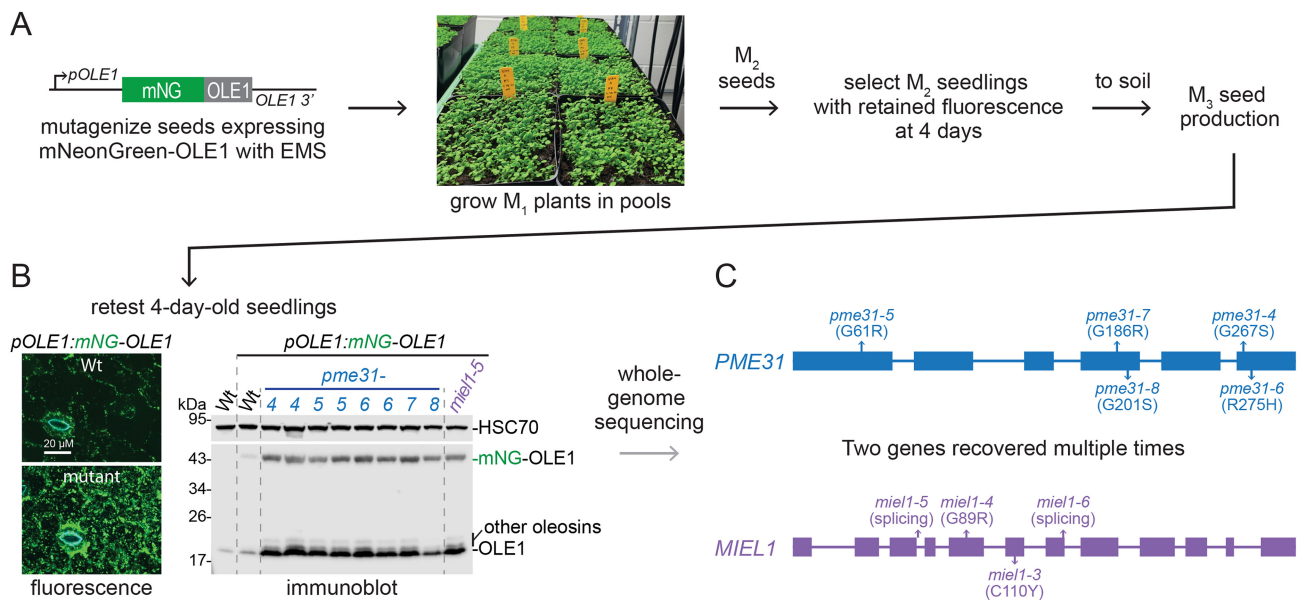 A
pOLE1
mNG
OLE1
OLE1 3’
mutagenize seeds expressing
mNeonGreen-OLE1 with EMS
grow M1 plants in pools
M2
seeds
select M2 seedlings
with retained fluorescence
at 4 days
to soil
M3 seed
production
B
retest 4-day-old seedlings
pOLE1:mNG-OLE1
Wt
20 µM
mutant
fluorescence
pOLE1:mNG-OLE1
pme31-
miel1-5
kDa
Wt
Wt
4 4 5 5 6 6 7 8
95-
43-
34-
26-
17-
-HSC70
-mNG-OLE1
other oleosins
-OLE1
immunoblot
whole-
genome
sequencing
C
pme31-5
(G61R)
pme31-7
(G186R)
pme31-4
(G267S)
PME31
pme31-8
(G201S)
pme31-6
(R275H)
Two genes recovered multiple times
miel1-5
(splicing)
miel1-4
(G89R)
miel1-6
(splicing)
MIEL1
miel1-3
(C110Y)